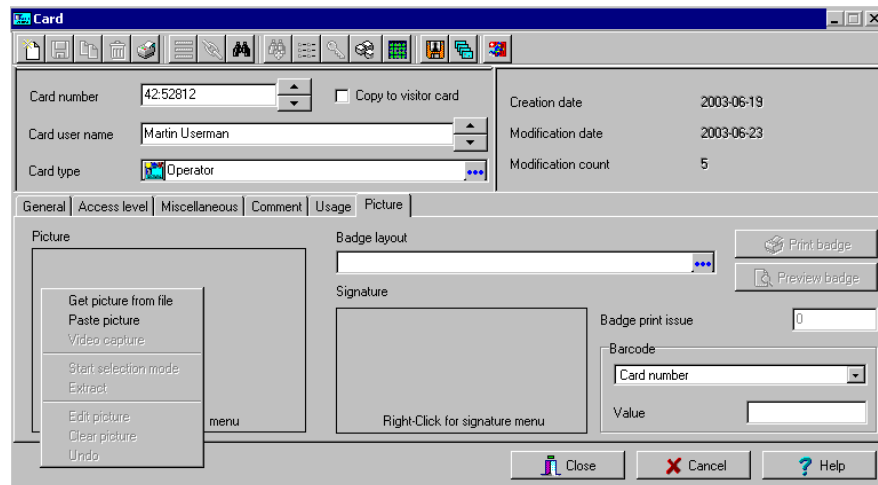 Card
Card number 42:52812 Copy to visitor card
Card user name Martin Userman
Card type Operator
Creation date 2003-06-19
Modification date 2003-06-23
Modification count 5
General Access level Miscellaneous Comment Usage Picture
Picture
Get picture from file
Paste picture
Video capture
Start selection mode
Extract
Edit picture
Clear picture
Undo
menu
Badge layout
Signature
Right-Click for signature menu
Print badge
Preview badge
Badge print issue 0
Barcode
Card number
Value
Close Cancel Help